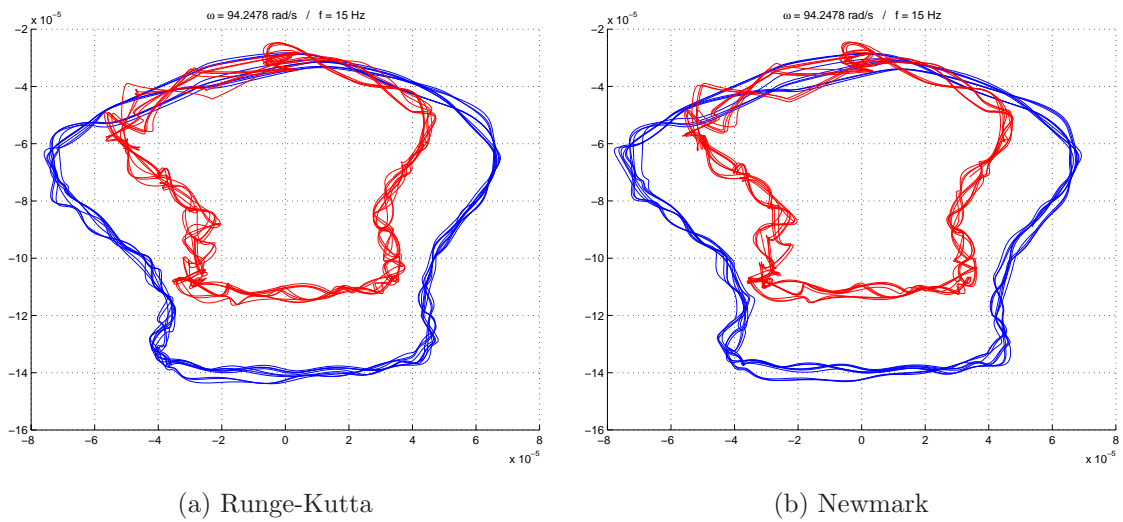 x 10⁻⁵
ω = 94.2478 rad/s / f = 15 Hz
−2
−4
−6
−8
−10
−12
−14
−16
−8 −6 −4 −2 0 2 4 6 8
x 10⁻⁵
(a) Runge-Kutta
x 10⁻⁵
ω = 94.2478 rad/s / f = 15 Hz
−2
−4
−6
−8
−10
−12
−14
−16
−8 −6 −4 −2 0 2 4 6 8
x 10⁻⁵
(b) Newmark